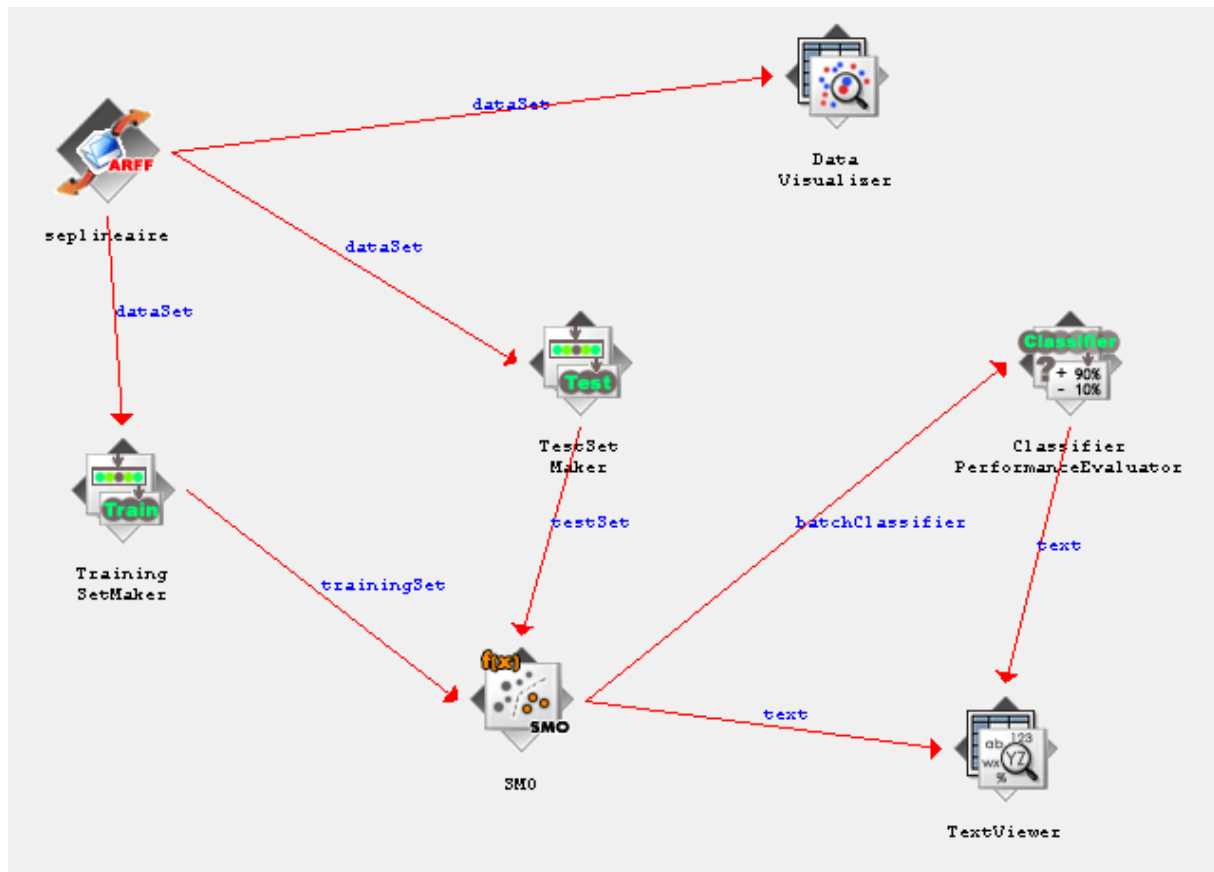 dataSet
Data
Visualizer
ARFF
seplineaire
dataSet
dataSet
Test
TestSet
Maker
Classifier
? + 90%
- 10%
Classifier
PerformanceEvaluator
Train
Training
SetMaker
testSet
batchClassifier
text
trainingSet
f(x)
SMO
SMO
text
ab 123
wx YZ
%
TextViewer